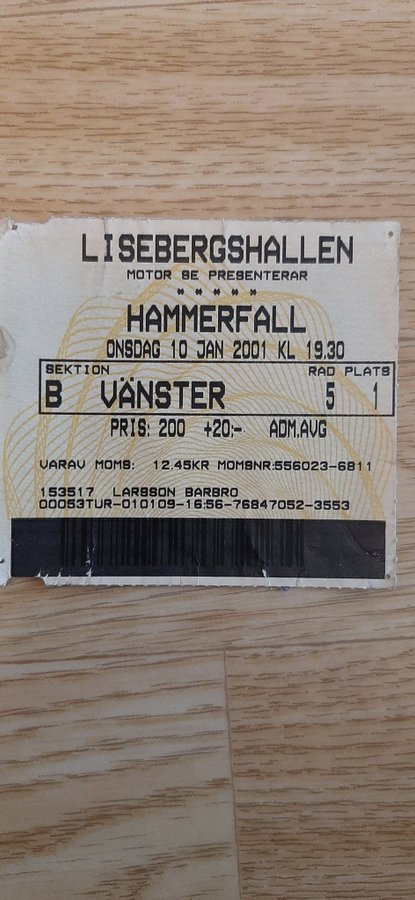 LISEBERGSHALLEN
MOTOR 8E PRESENTERAR
* * * * *
HAMMERFALL
ONSDAG 10 JAN 2001 KL 19.30
SEKTION RAD PLATS
B VÄNSTER 5 1
PRIS: 200 +20:- ADM.AVG
VARAV MOMS: 12.45KR MOMSNR:556023-6811
153517 LARSSON BARBRO
00053TUR-010109-16:56-76847052-3553